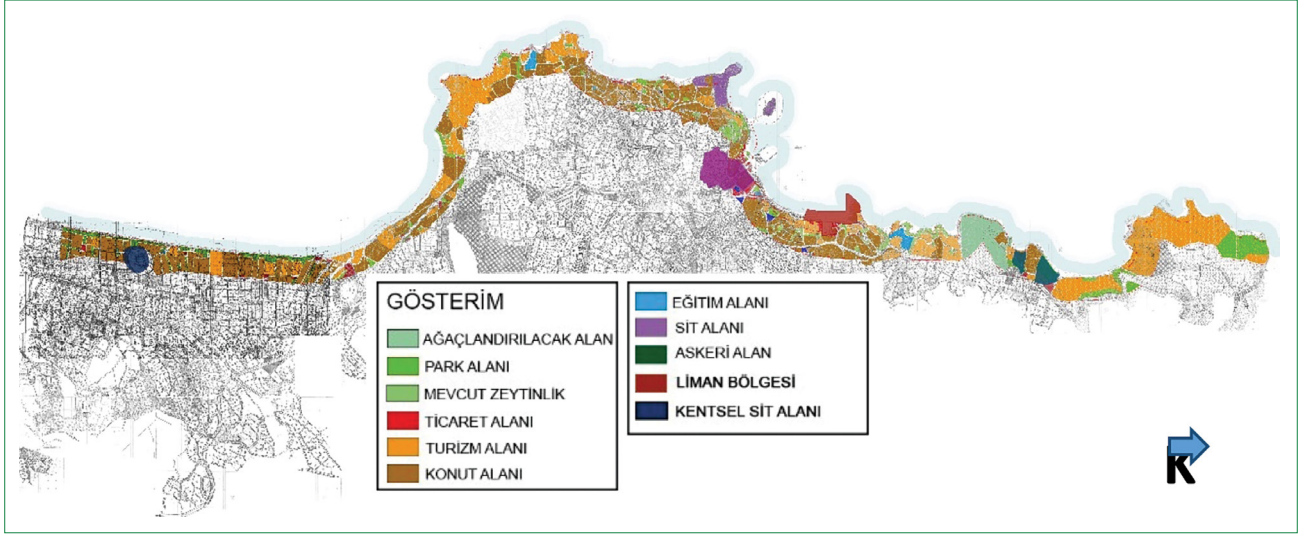 GÖSTERİM
AĞAÇLANDIRILACAK ALAN
PARK ALANI
MEVCUT ZEYTİNLİK
TİCARET ALANI
TURİZM ALANI
KONUT ALANI
EĞİTİM ALANI
SİT ALANI
ASKERİ ALAN
LİMAN BÖLGESİ
KENTSEL SİT ALANI
K